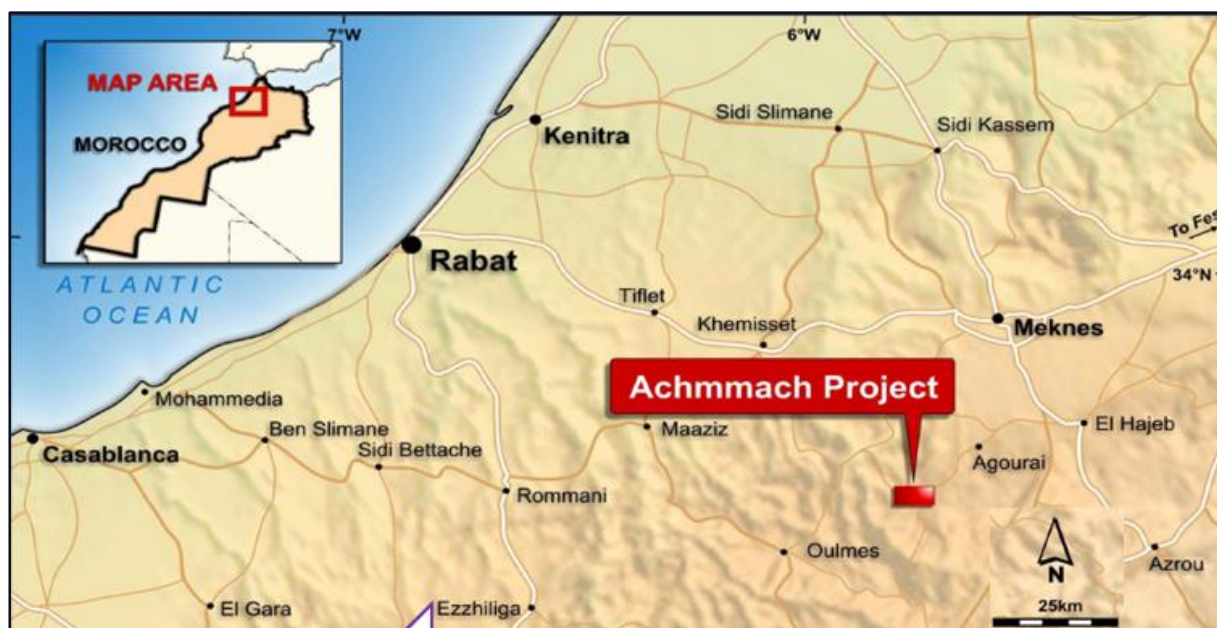 7°W
6°W
MAP AREA
MOROCCO
Sidi Slimane
Kenitra
Sidi Kassem
To Fes
Rabat
34°N
ATLANTIC
OCEAN
Tiflet
Khemisset
Meknes
Achmmach Project
Mohammedia
Ben Slimane
Maaziz
El Hajeb
Casablanca
Sidi Bettache
Agourai
Rommani
Oulmes
Azrou
N
El Gara
Ezzhiliga
25km